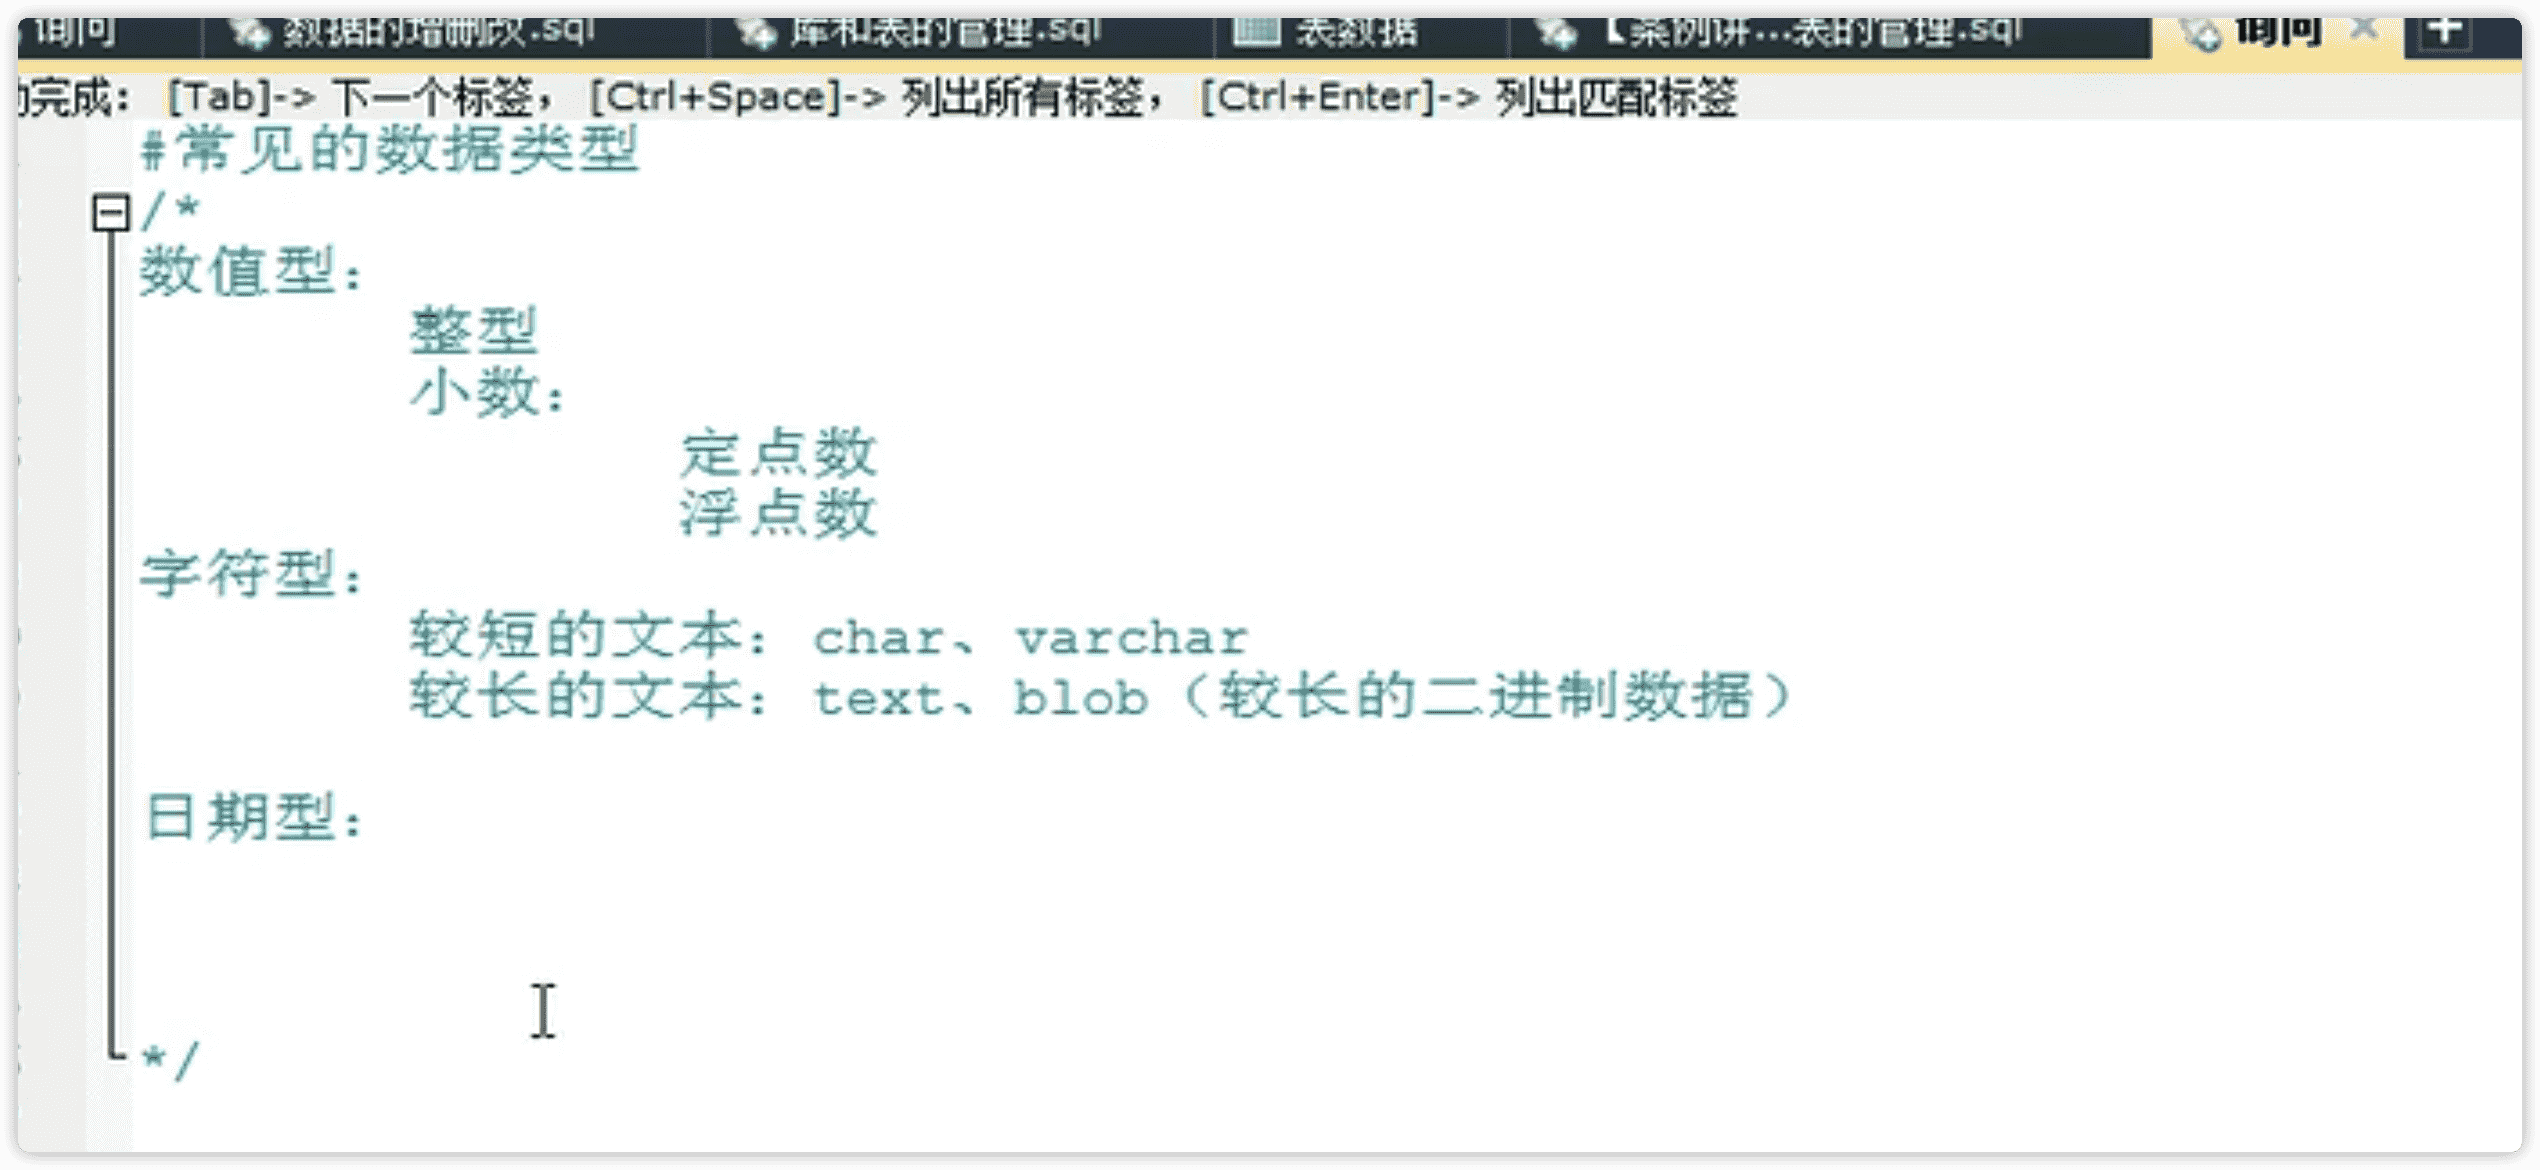 询问 数据的增删改.sql 库和表的管理.sql 表数据 【案例讲...表的管理.sql 询问
完成： [Tab]-> 下一个标签， [Ctrl+Space]-> 列出所有标签， [Ctrl+Enter]-> 列出匹配标签
#常见的数据类型
/*
数值型：
整型
小数：
定点数
浮点数
字符型：
较短的文本：char、varchar
较长的文本：text、blob（较长的二进制数据）
日期型：
*/